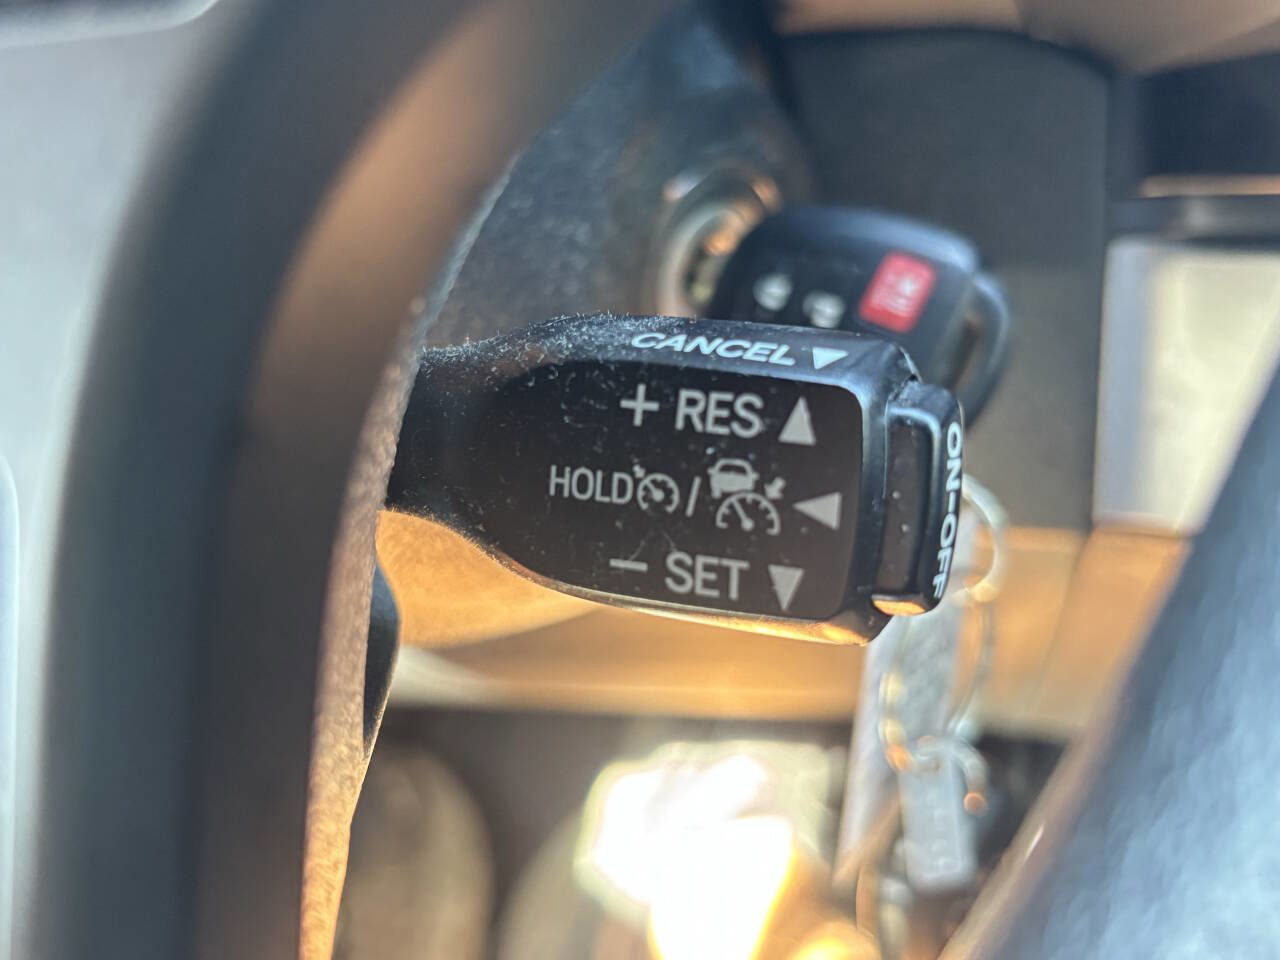 CANCEL ▼
+ RES ▲
HOLD / ◀
− SET ▼
ON-OFF